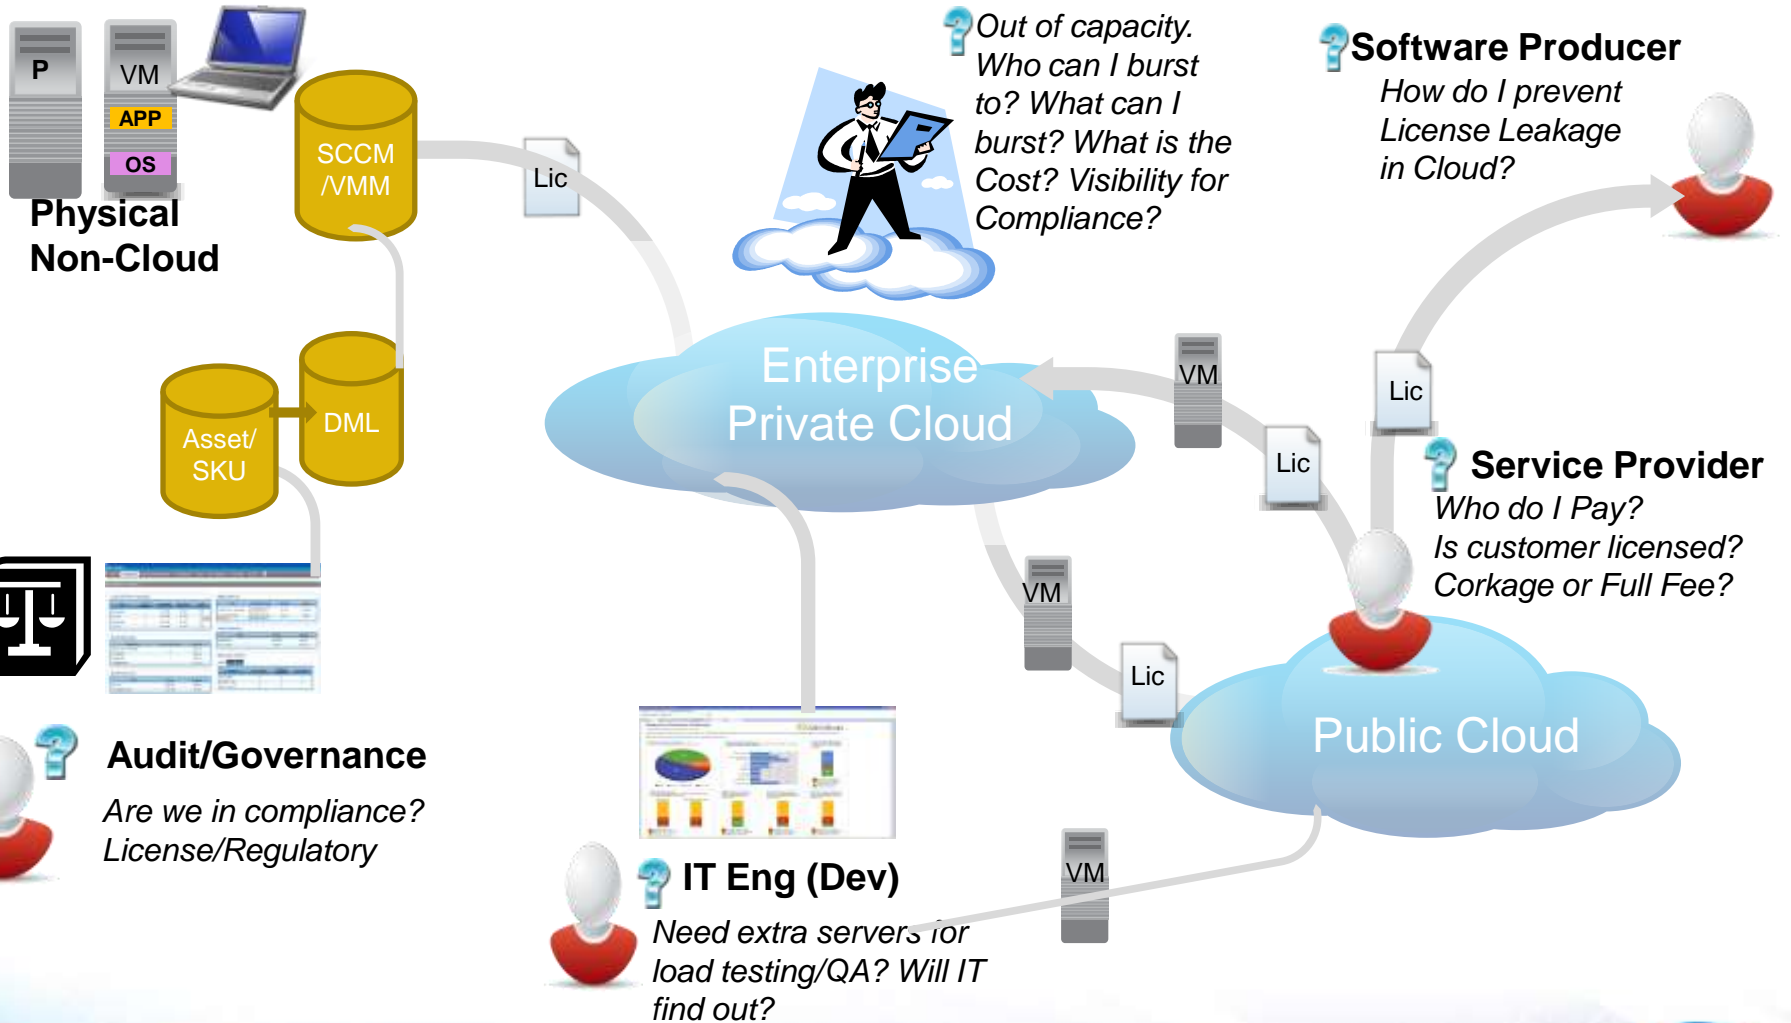 P
VM
APP
OS
Physical
Non-Cloud
SCCM
/VMM
Lic
Out of capacity.
Who can I burst
to? What can I
burst? What is the
Cost? Visibility for
Compliance?
Software Producer
How do I prevent
License Leakage
in Cloud?
Asset/
SKU
DML
Enterprise
Private Cloud
VM
Lic
Lic
Service Provider
Who do I Pay?
Is customer licensed?
Corkage or Full Fee?
VM
Lic
Public Cloud
Audit/Governance
Are we in compliance?
License/Regulatory
IT Eng (Dev)
Need extra servers for
load testing/QA? Will IT
find out?
VM